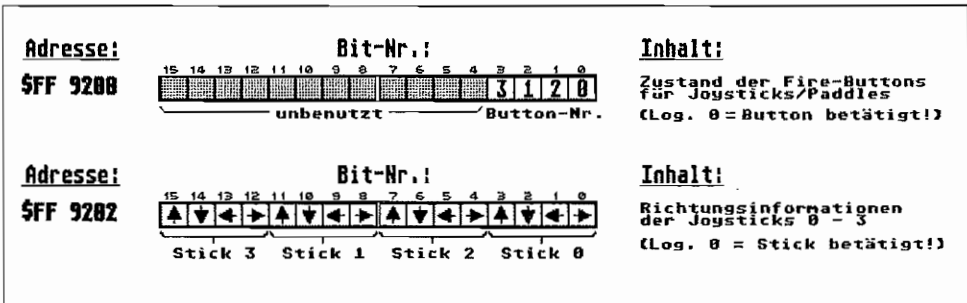 Adresse: Bit-Nr.: Inhalt:
15 14 13 12 11 10 9 8 7 6 5 4 3 2 1 0
$FF 9200 3 1 2 0 Zustand der Fire-Buttons
für Joysticks/Paddles
unbenutzt Button-Nr. (Log. 0=Button betätigt!)
Adresse: Bit-Nr.: Inhalt:
15 14 13 12 11 10 9 8 7 6 5 4 3 2 1 0
$FF 9202 Richtungsinformationen
der Joysticks 0 - 3
Stick 3 Stick 1 Stick 2 Stick 0 (Log. 0 = Stick betätigt!)